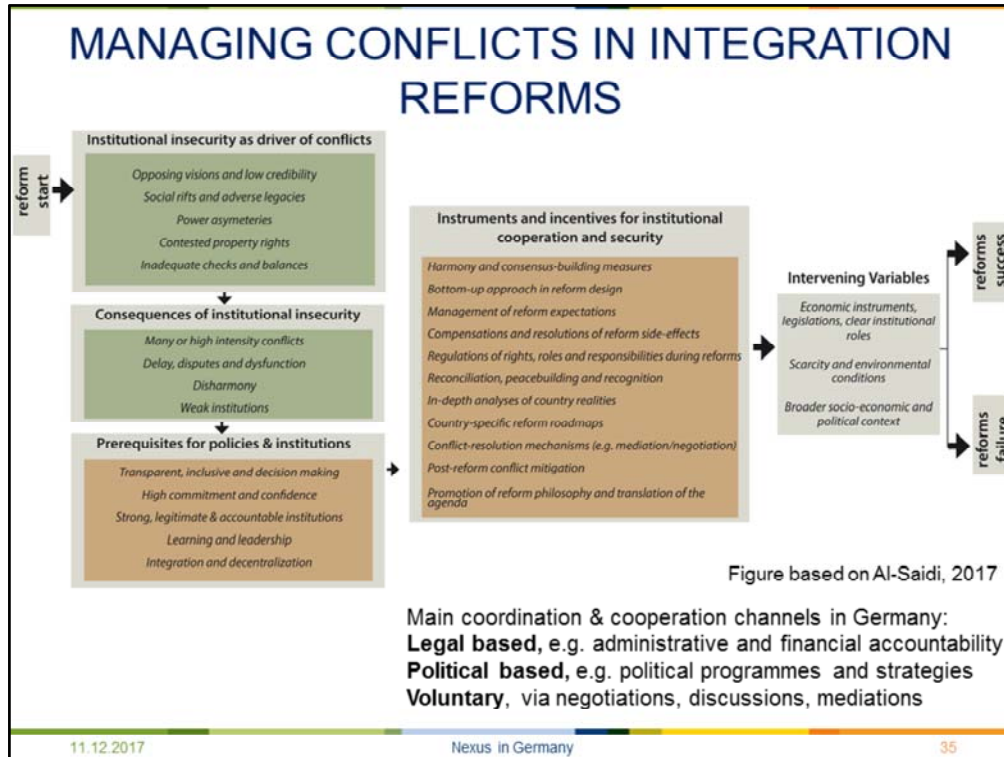 MANAGING CONFLICTS IN INTEGRATION
REFORMS
reform
start
Institutional insecurity as driver of conflicts
Opposing visions and low credibility
Social rifts and adverse legacies
Power asymeteries
Contested property rights
Inadequate checks and balances
Consequences of institutional insecurity
Many or high intensity conflicts
Delay, disputes and dysfunction
Disharmony
Weak institutions
Prerequisites for policies & institutions
Transparent, inclusive and decision making
High commitment and confidence
Strong, legitimate & accountable institutions
Learning and leadership
Integration and decentralization
Instruments and incentives for institutional
cooperation and security
Harmony and consensus-building measures
Bottom-up approach in reform design
Management of reform expectations
Compensations and resolutions of reform side-effects
Regulations of rights, roles and responsibilities during reforms
Reconciliation, peacebuilding and recognition
In-depth analyses of country realities
Country-specific reform roadmaps
Conflict-resolution mechanisms (e.g. mediation/negotiation)
Post-reform conflict mitigation
Promotion of reform philosophy and translation of the
agenda
Intervening Variables
Economic instruments,
legislations, clear institutional
roles
Scarcity and environmental
conditions
Broader socio-economic and
political context
reforms
success
reforms
failure
Figure based on Al-Saidi, 2017
Main coordination & cooperation channels in Germany:
Legal based, e.g. administrative and financial accountability
Political based, e.g. political programmes and strategies
Voluntary, via negotiations, discussions, mediations
11.12.2017
Nexus in Germany
35